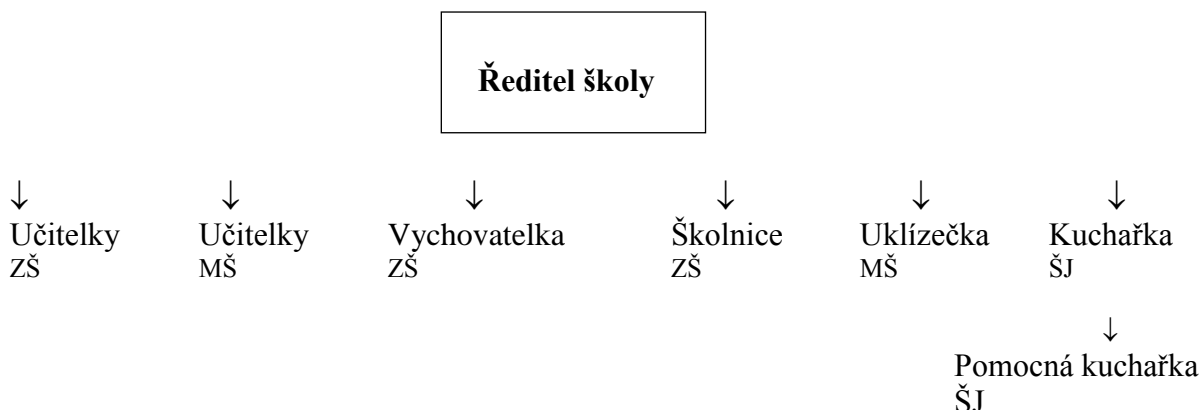 Ředitel školy
↓ ↓ ↓ ↓ ↓ ↓
Učitelky Učitelky Vychovatelka Školnice Uklízečka Kuchařka
ZŠ MŠ ZŠ ZŠ MŠ ŠJ
↓
Pomocná kuchařka
ŠJ